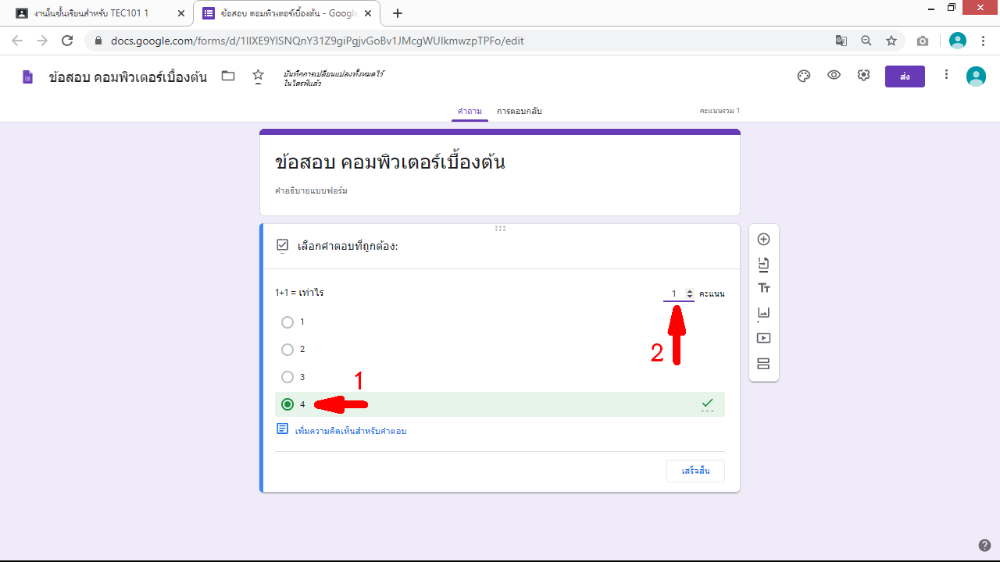 งานในชั้นเรียนสำหรับ TEC101 1
ข้อสอบ คอมพิวเตอร์เบื้องต้น - Google
docs.google.com/forms/d/1IlXE9YlSNQnY31Z9giPgjvGoBv1JMcgWUIkmwzpTPFo/edit
ข้อสอบ คอมพิวเตอร์เบื้องต้น
บันทึกการเปลี่ยนแปลงทั้งหมดไว้
ในไดรฟ์แล้ว
ส่ง
คำถาม
การตอบกลับ
คะแนนรวม 1
ข้อสอบ คอมพิวเตอร์เบื้องต้น
คำอธิบายแบบฟอร์ม
เลือกคำตอบที่ถูกต้อง:
1+1 = เท่าไร
1 คะแนน
1
2
2
3
1
4
เพิ่มความคิดเห็นสำหรับคำตอบ
เสร็จสิ้น